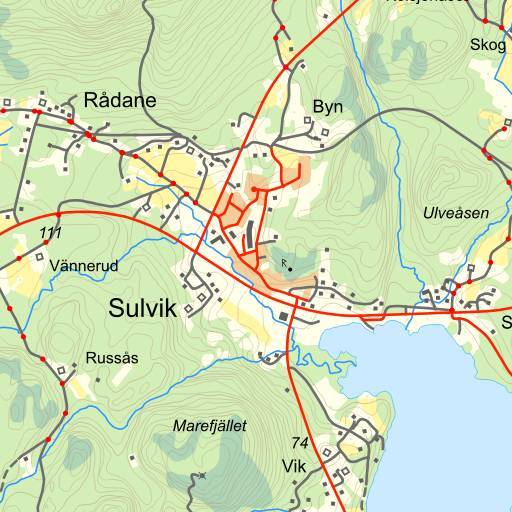 Skog
Rådane
Byn
Ulveåsen
111
Vännerud
R
Sulvik
S
Russås
Marefjället
74
Vik